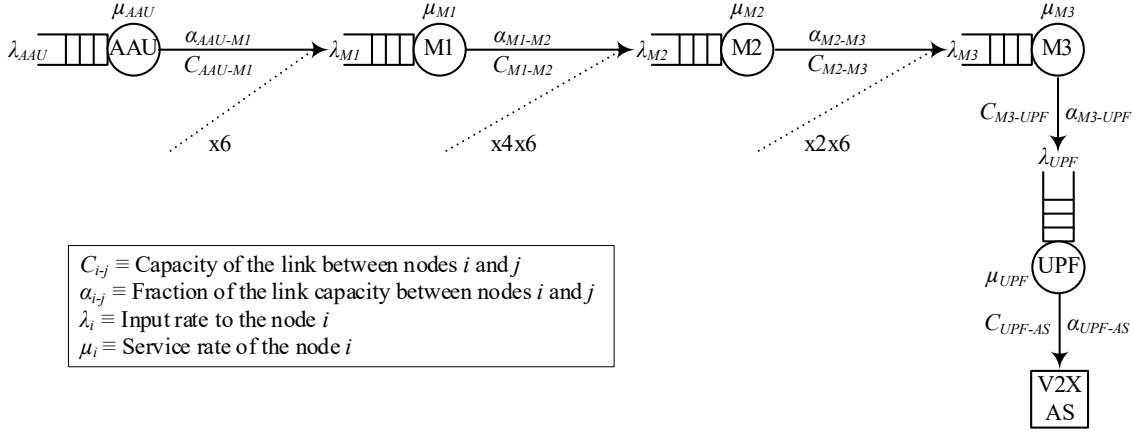 μAAU
μM1
μM2
μM3
λAAU
AAU
αAAU-M1
CAAU-M1
λM1
M1
αM1-M2
CM1-M2
λM2
M2
αM2-M3
CM2-M3
λM3
M3
x6
x4x6
x2x6
CM3-UPF
αM3-UPF
λUPF
UPF
μUPF
CUPF-AS
αUPF-AS
V2X
AS
Ci-j ≡ Capacity of the link between nodes i and j
αi-j ≡ Fraction of the link capacity between nodes i and j
λi ≡ Input rate to the node i
μi ≡ Service rate of the node i